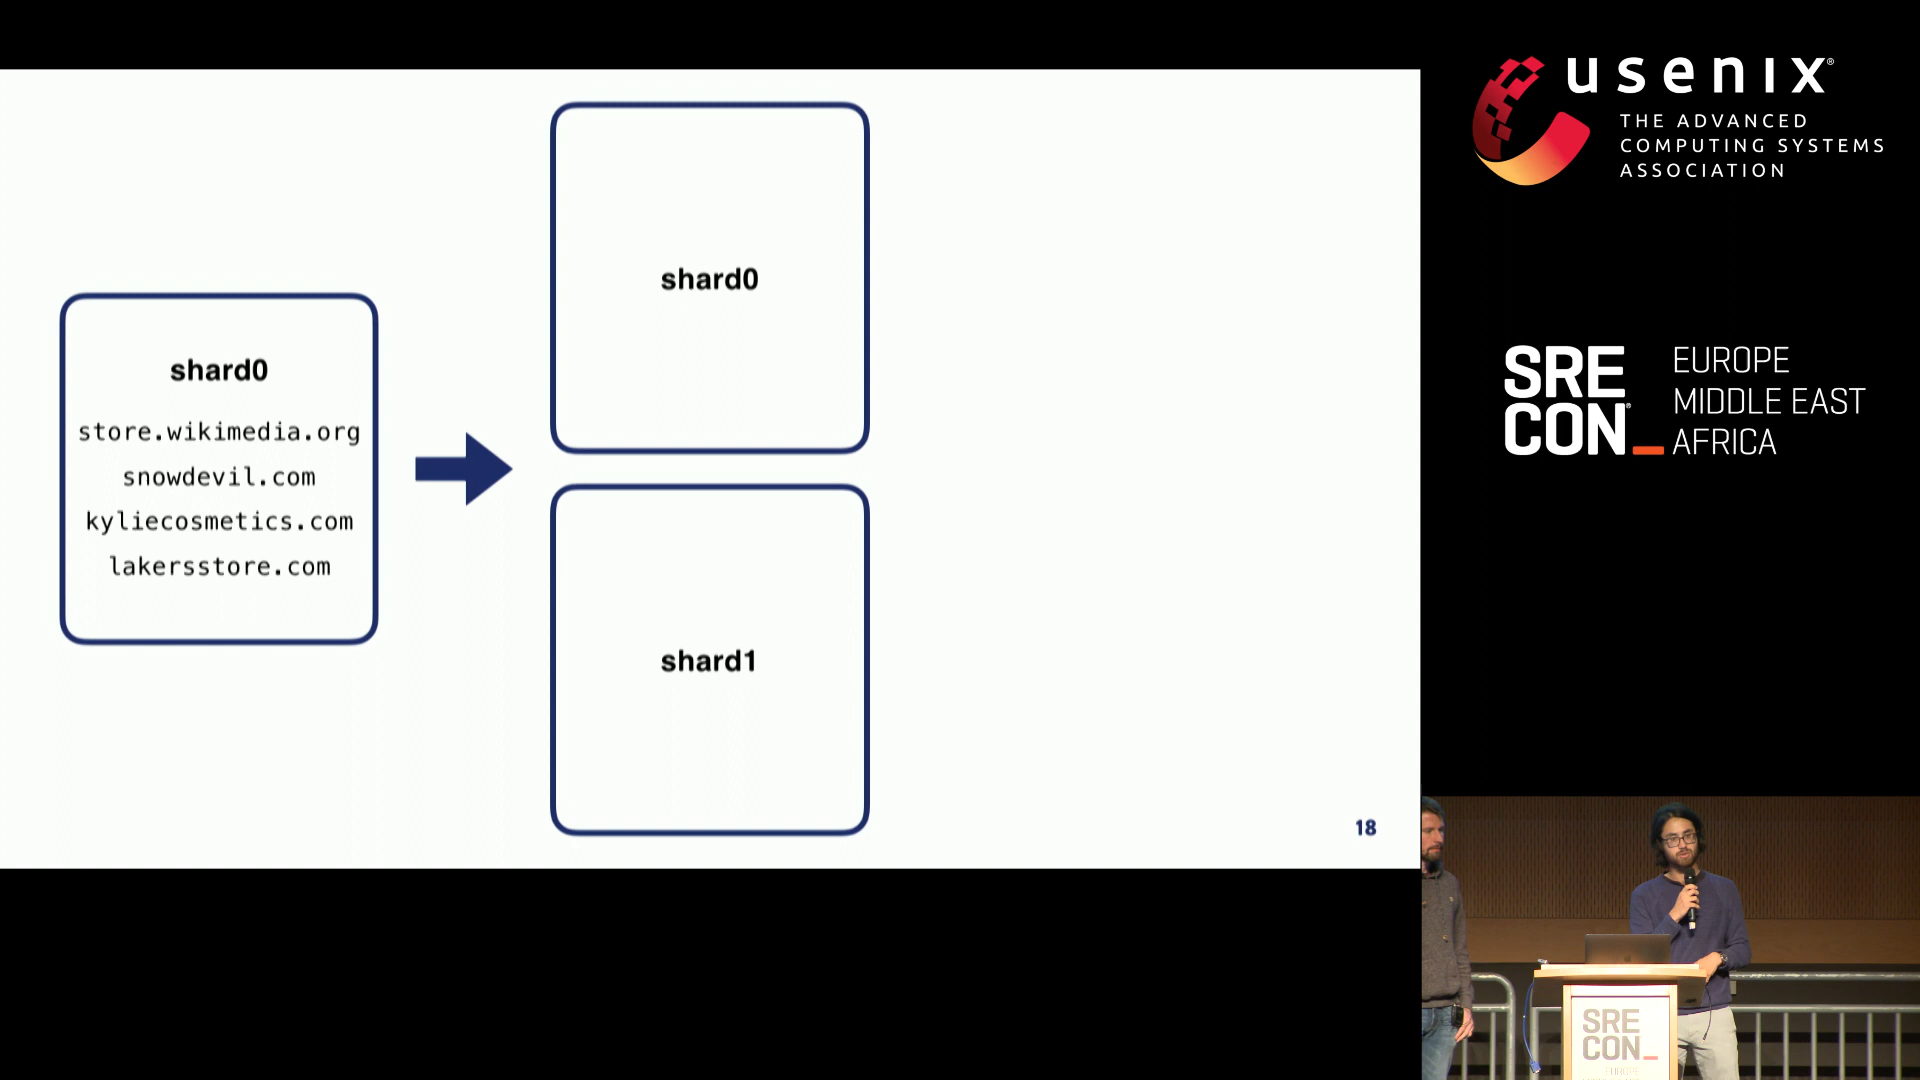 shard0
store.wikimedia.org
snowdevil.com
kyliecosmetics.com
lakersstore.com
shard0
shard1
18
usenix®
THE ADVANCED
COMPUTING SYSTEMS
ASSOCIATION
SRE
CON®
EUROPE
MIDDLE EAST
AFRICA
SRE
CON
EUROPE